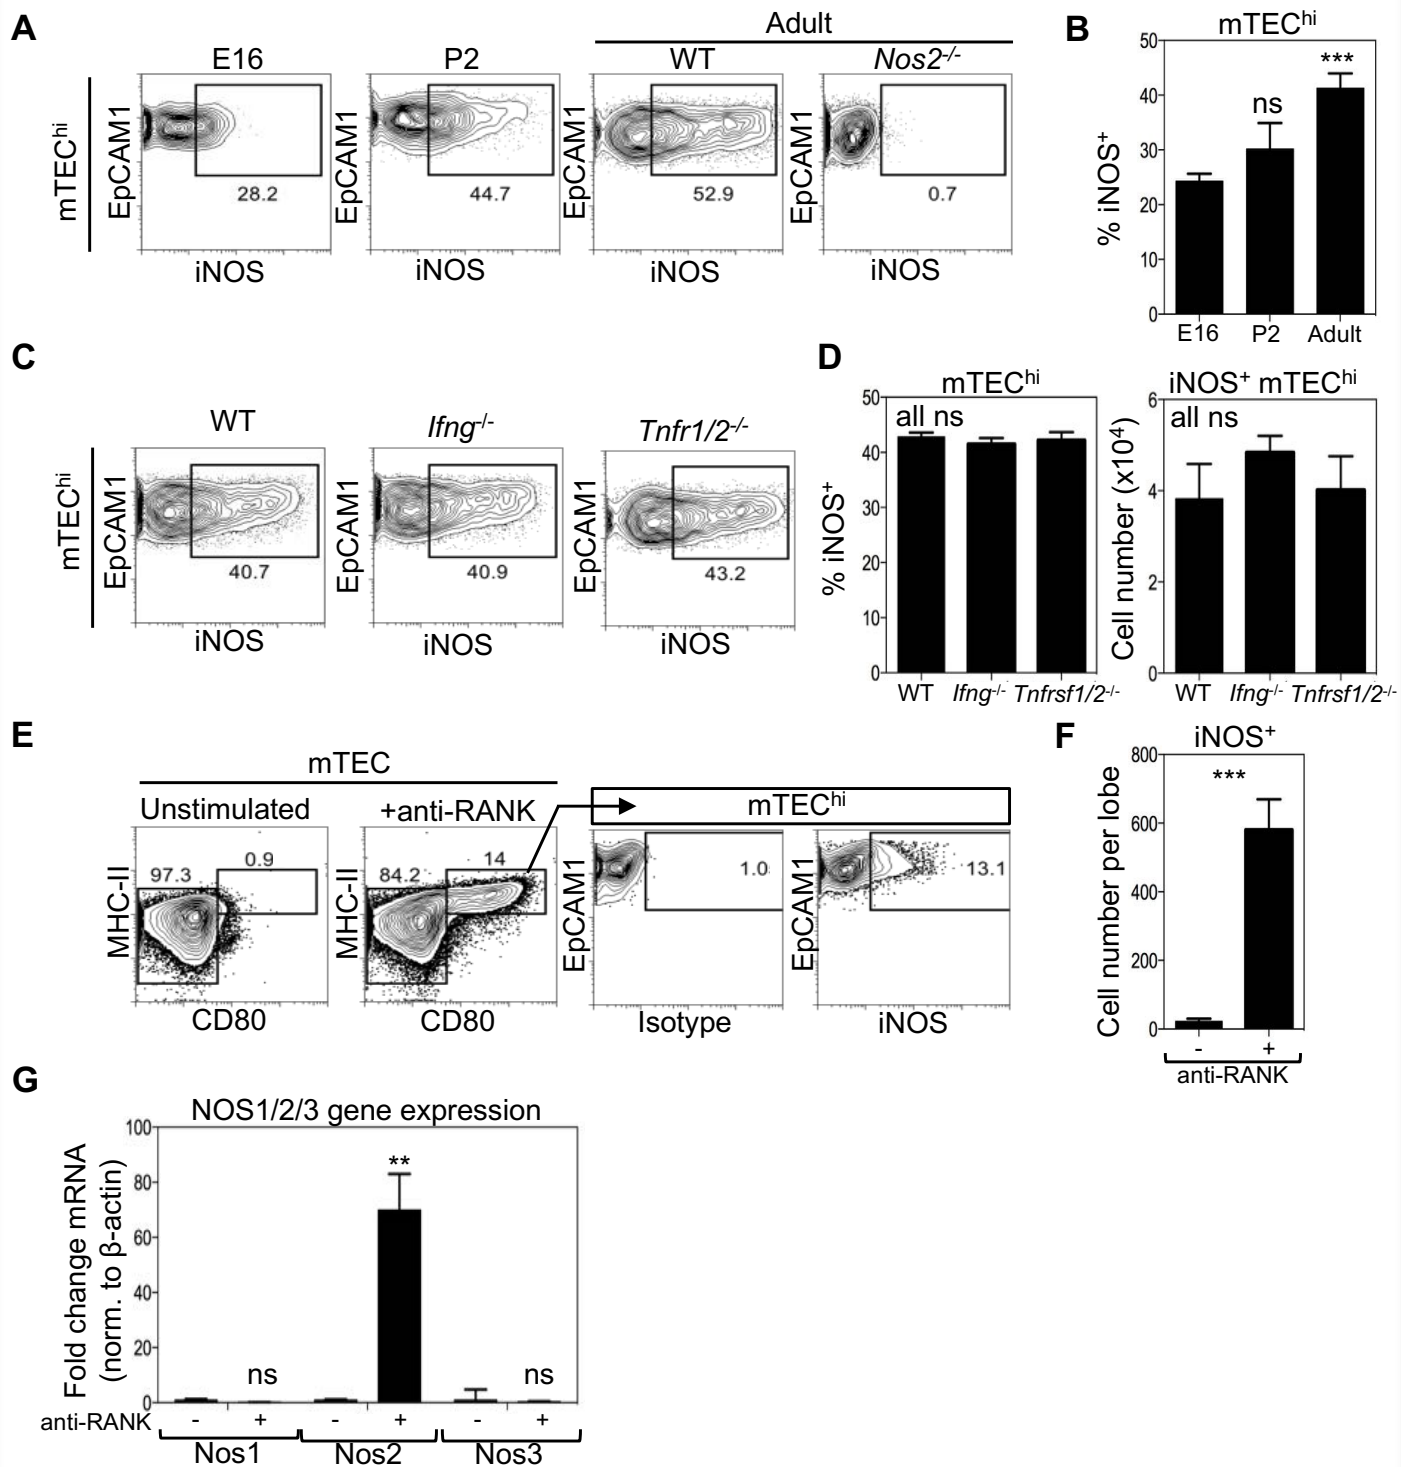 A
Adult
E16
P2
WT
Nos2-/-
mTEChi
EpCAM1
28.2
iNOS
EpCAM1
44.7
iNOS
EpCAM1
52.9
iNOS
EpCAM1
0.7
iNOS
B
mTEChi
% iNOS+
50
40
30
20
10
0
ns
***
E16
P2
Adult
C
WT
Ifng-/-
Tnfr1/2-/-
mTEChi
EpCAM1
40.7
iNOS
EpCAM1
40.9
iNOS
EpCAM1
43.2
iNOS
D
mTEChi
all ns
% iNOS+
50
40
30
20
10
0
WT
Ifng-/-
Tnfrsf1/2-/-
iNOS+ mTEChi
all ns
Cell number (x104)
6
4
2
0
WT
Ifng-/-
Tnfrsf1/2-/-
E
mTEC
Unstimulated
+anti-RANK
mTEChi
MHC-II
97.3
0.9
CD80
MHC-II
84.2
14
CD80
EpCAM1
1.0
Isotype
EpCAM1
13.1
iNOS
F
iNOS+
***
Cell number per lobe
800
600
400
200
0
-
+
anti-RANK
G
NOS1/2/3 gene expression
Fold change mRNA
(norm. to β-actin)
100
80
60
40
20
0
ns
**
ns
anti-RANK
-
+
-
+
-
+
Nos1
Nos2
Nos3